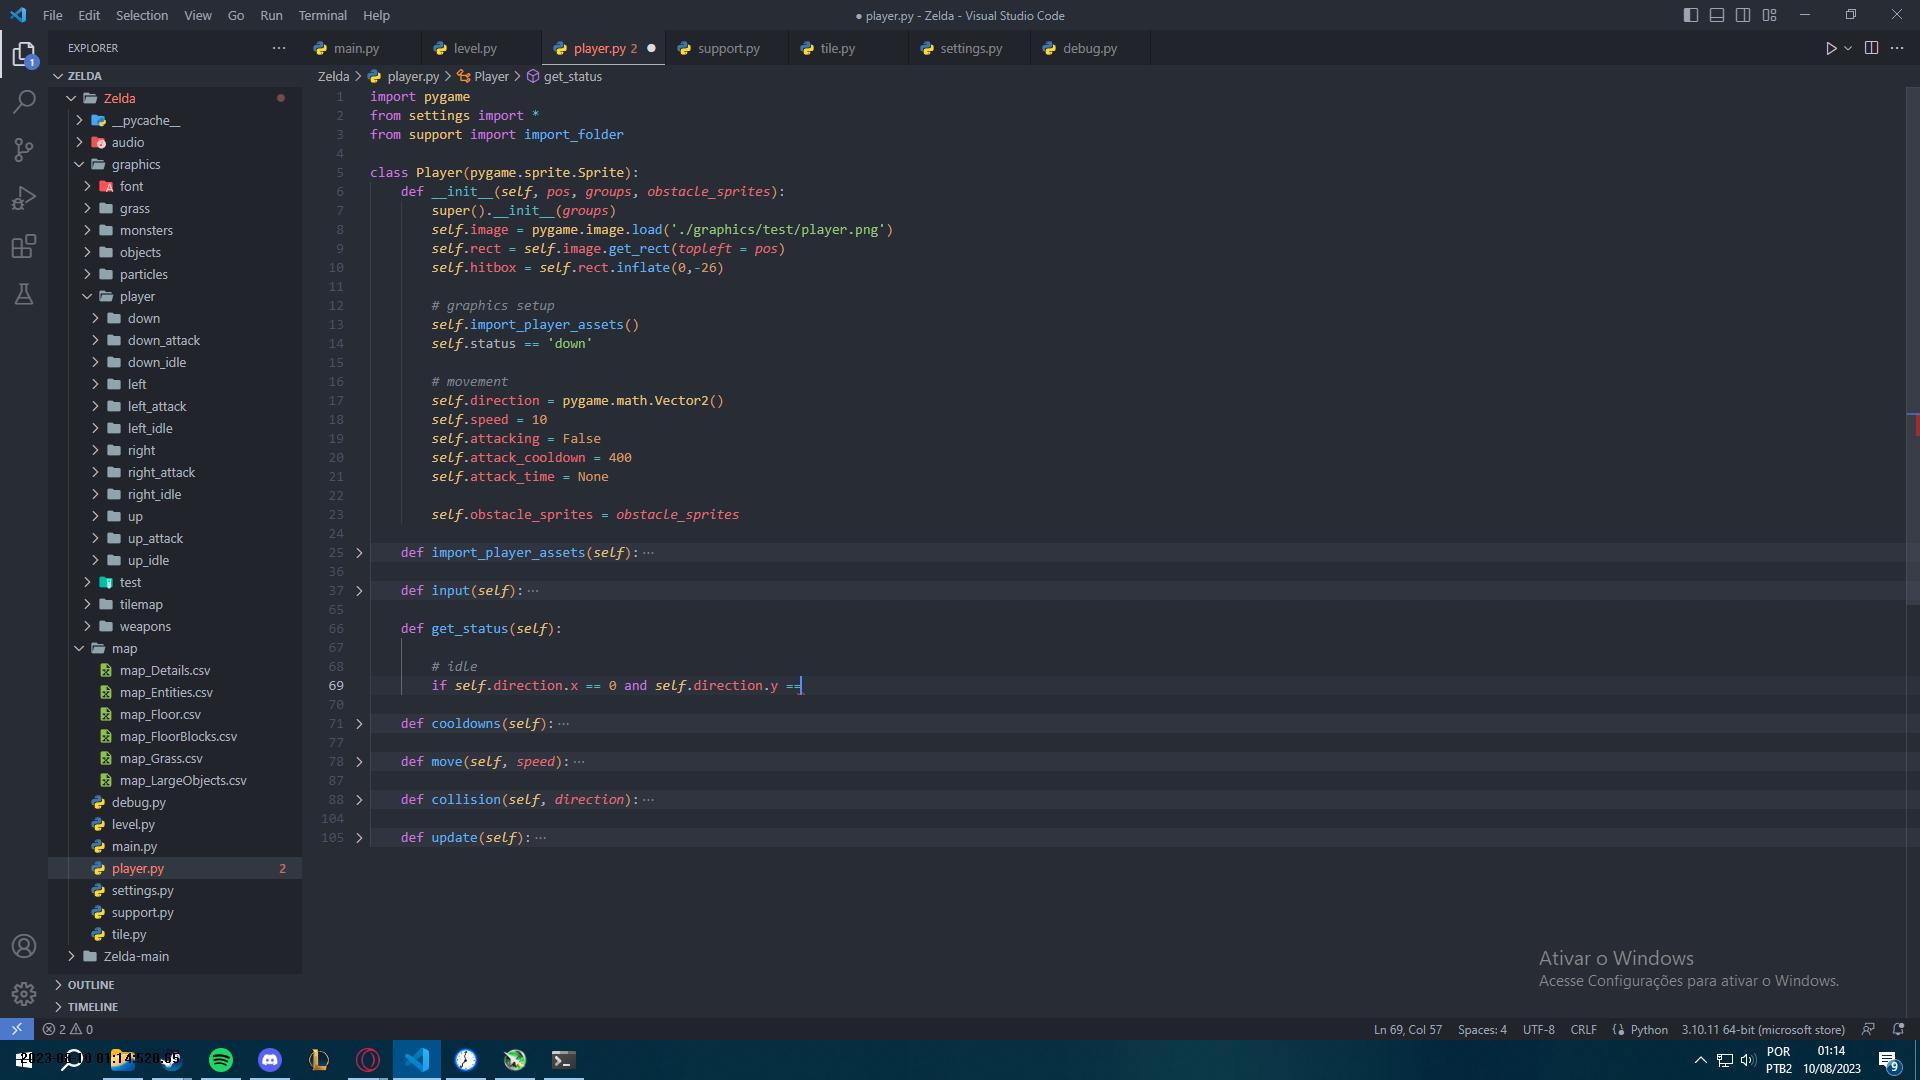 File Edit Selection View Go Run Terminal Help
● player.py - Zelda - Visual Studio Code
EXPLORER
main.py level.py player.py 2 support.py tile.py settings.py debug.py
1
ZELDA
Zelda > player.py > Player > get_status
Zelda
__pycache__
audio
graphics
font
grass
monsters
objects
particles
player
down
down_attack
down_idle
left
left_attack
left_idle
right
right_attack
right_idle
up
up_attack
up_idle
test
tilemap
weapons
map
map_Details.csv
map_Entities.csv
map_Floor.csv
map_FloorBlocks.csv
map_Grass.csv
map_LargeObjects.csv
debug.py
level.py
main.py
player.py 2
settings.py
support.py
tile.py
Zelda-main
OUTLINE
TIMELINE
1 import pygame
2 from settings import *
3 from support import import_folder
4
5 class Player(pygame.sprite.Sprite):
6 def __init__(self, pos, groups, obstacle_sprites):
7 super().__init__(groups)
8 self.image = pygame.image.load('./graphics/test/player.png')
9 self.rect = self.image.get_rect(topleft = pos)
10 self.hitbox = self.rect.inflate(0,-26)
11
12 # graphics setup
13 self.import_player_assets()
14 self.status == 'down'
15
16 # movement
17 self.direction = pygame.math.Vector2()
18 self.speed = 10
19 self.attacking = False
20 self.attack_cooldown = 400
21 self.attack_time = None
22
23 self.obstacle_sprites = obstacle_sprites
24
25 def import_player_assets(self): ···
36
37 def input(self): ···
65
66 def get_status(self):
67
68 # idle
69 if self.direction.x == 0 and self.direction.y ==
70
71 def cooldowns(self): ···
77
78 def move(self, speed): ···
87
88 def collision(self, direction): ···
104
105 def update(self): ···
Ativar o Windows
Acesse Configurações para ativar o Windows.
2 0
Ln 69, Col 57 Spaces: 4 UTF-8 CRLF Python 3.10.11 64-bit (microsoft store)
POR
PTB2
01:14
10/08/2023
9